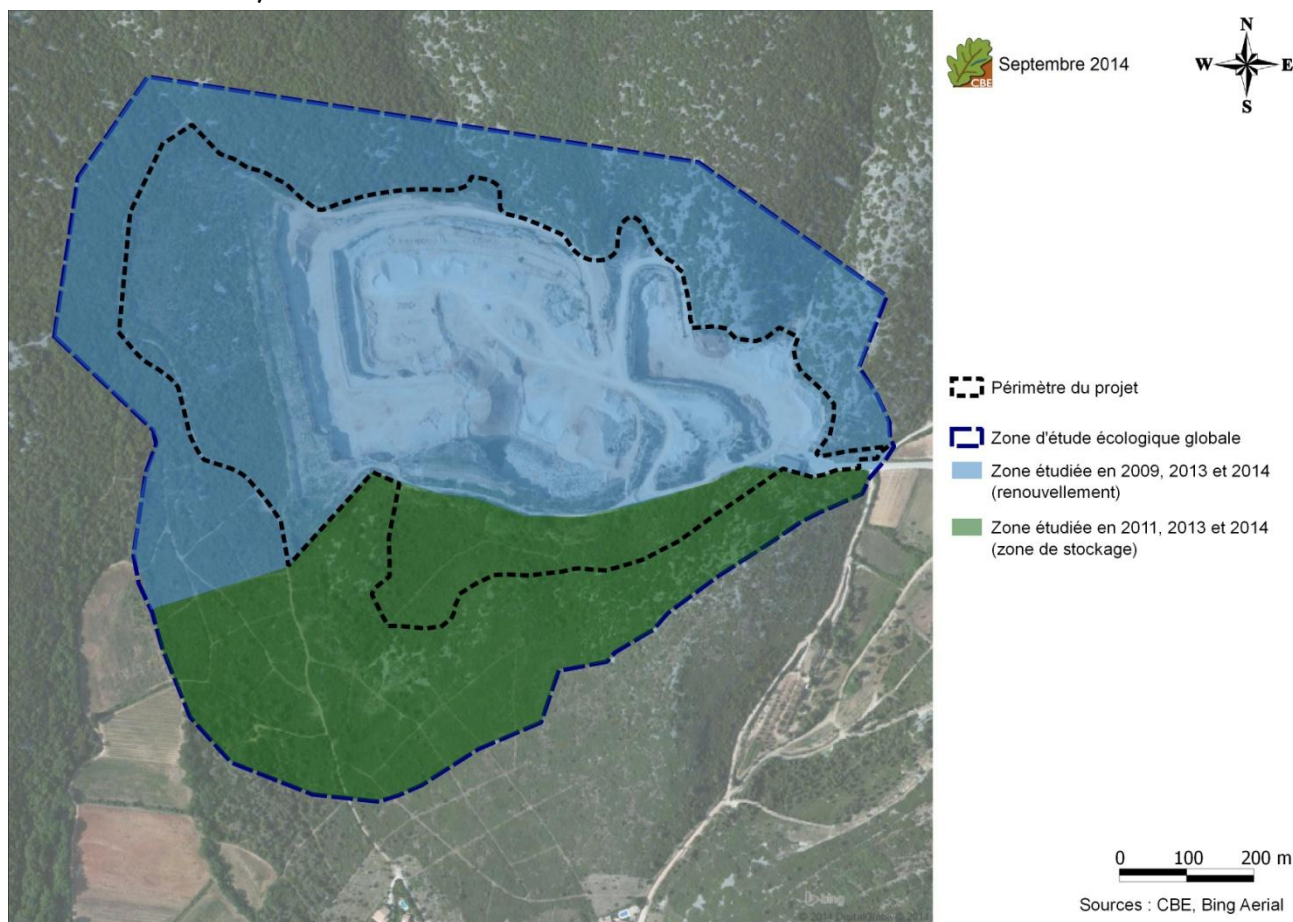 CBE
Septembre 2014
N
W E
S
Périmètre du projet
Zone d'étude écologique globale
Zone étudiée en 2009, 2013 et 2014
(renouvellement)
Zone étudiée en 2011, 2013 et 2014
(zone de stockage)
0 100 200 m
Sources : CBE, Bing Aerial
bing